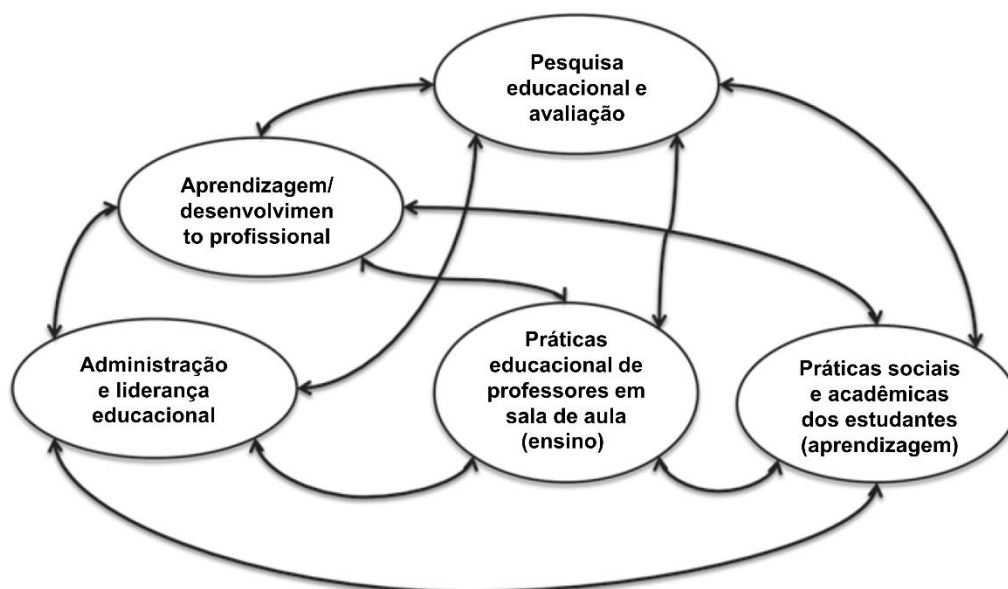 Pesquisa
educacional e
avaliação
Aprendizagem/
desenvolvimen
to profissional
Administração
e liderança
educacional
Práticas
educacional de
professores em
sala de aula
(ensino)
Práticas sociais
e acadêmicas
dos estudantes
(aprendizagem)